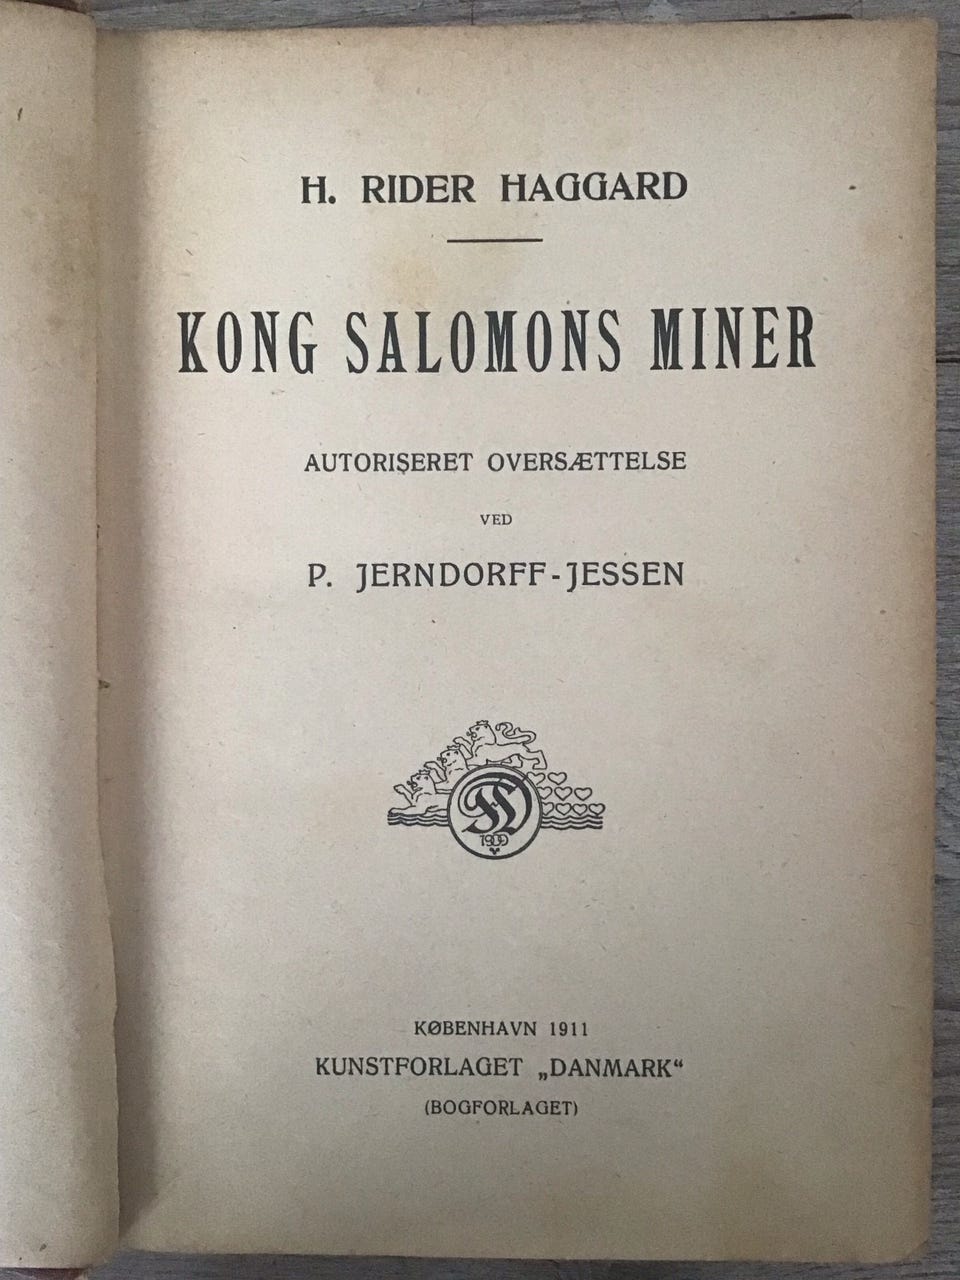 H. RIDER HAGGARD
KONG SALOMONS MINER
AUTORISERET OVERSÆTTELSE
VED
P. JERNDORFF-JESSEN
1909
KØBENHAVN 1911
KUNSTFORLAGET „DANMARK“
(BOGFORLAGET)